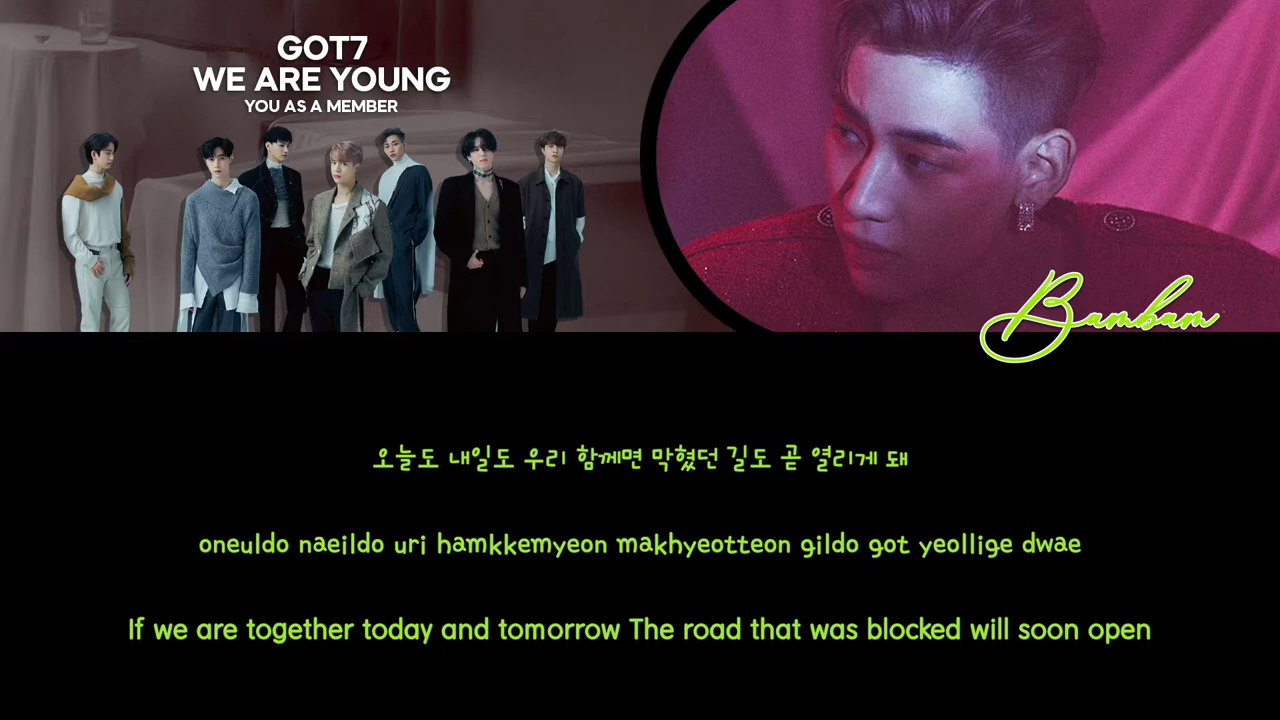 GOT7
WE ARE YOUNG
YOU AS A MEMBER
Bambam
오늘도 내일도 우리 함께면 막혔던 길도 곧 열리게 돼
oneuldo naeildo uri hamkkemyeon makhyeotteon gildo got yeollige dwae
If we are together today and tomorrow The road that was blocked will soon open